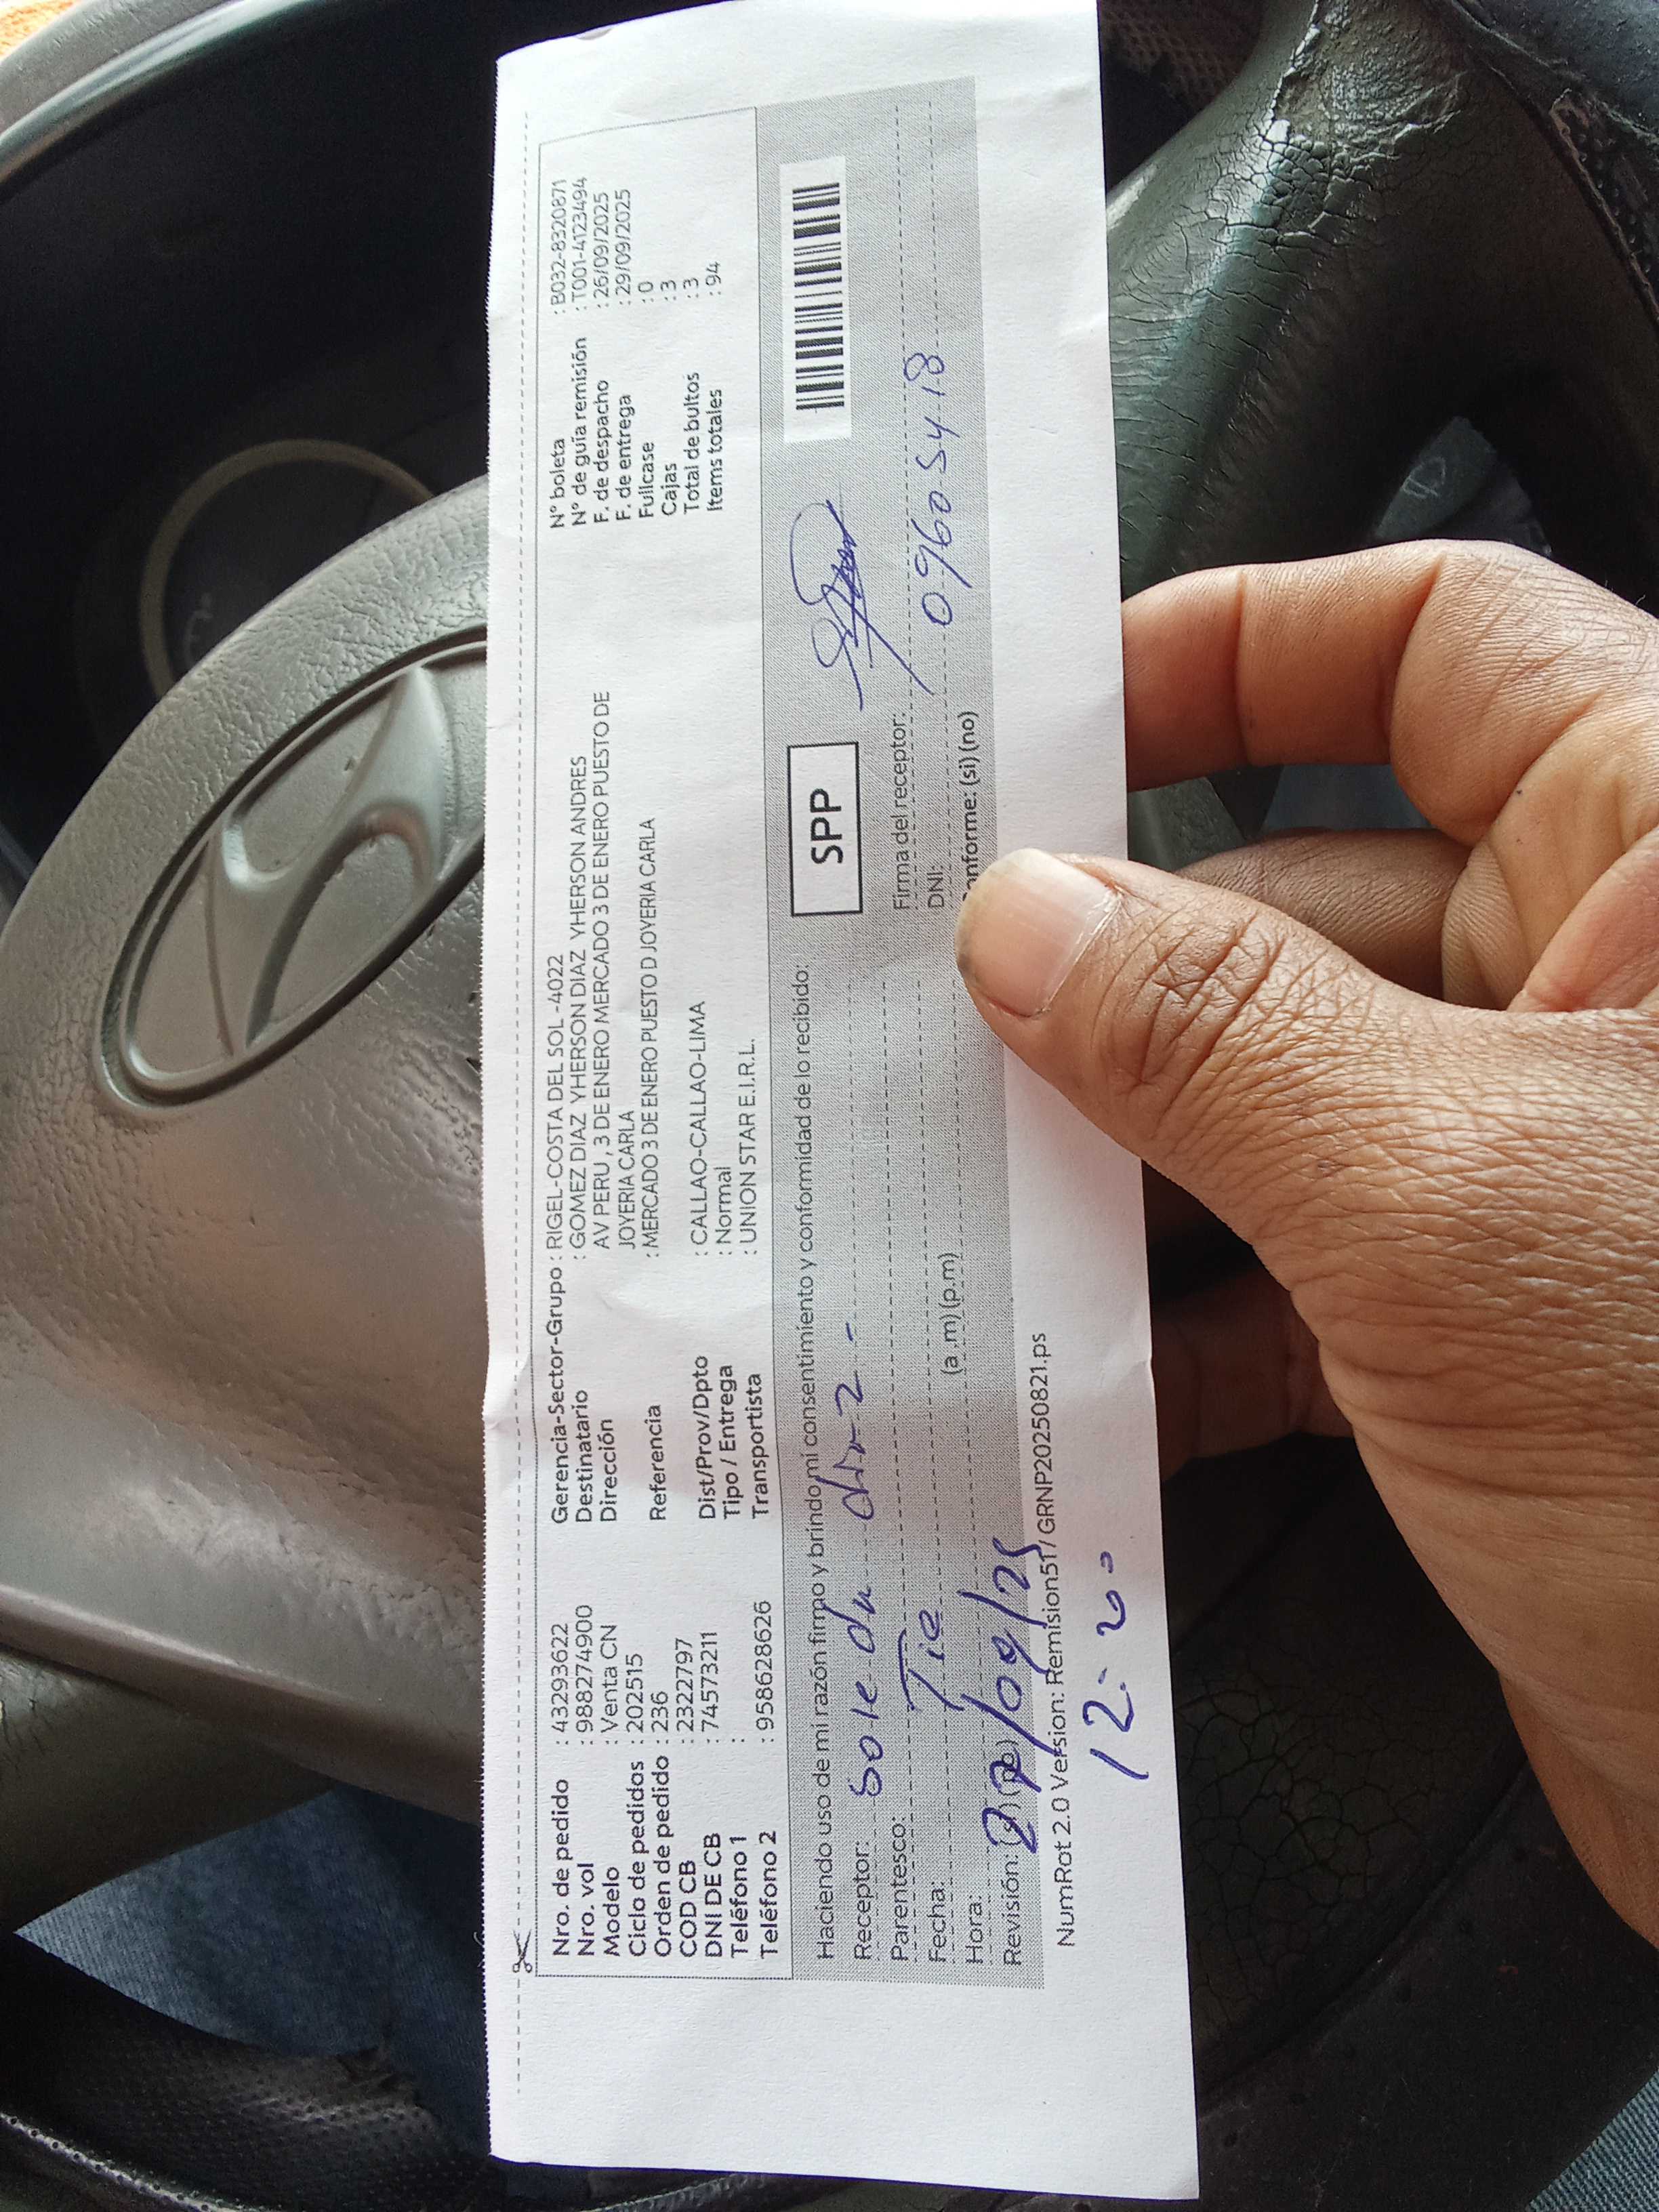 Nro. de pedido : 43293622
Nro. vol : 988274900
Modelo : Venta CN
Ciclo de pedidos : 202515
Orden de pedido : 236
COD CB : 2322797
DNI DE CB : 74573211
Teléfono 1 :
Teléfono 2 : 958628626
Gerencia-Sector-Grupo : RIGEL-COSTA DEL SOL -4022
Destinatario : GOMEZ DIAZ YHERSON DIAZ YHERSON ANDRES
Dirección AV PERU , 3 DE ENERO MERCADO 3 DE ENERO PUESTO DE
JOYERIA CARLA
Referencia : MERCADO 3 DE ENERO PUESTO D JOYERIA CARLA
Dist/Prov/Dpto : CALLAO-CALLAO-LIMA
Tipo / Entrega : Normal
Transportista : UNION STAR E.I.R.L.
N° boleta : B032-8320871
N° de guía remisión : T001-4123494
F. de despacho : 26/09/2025
F. de entrega : 29/09/2025
Fullcase : 0
Cajas : 3
Total de bultos : 3
Items totales : 94
Haciendo uso de mi razón firmo y brindo mi consentimiento y conformidad de lo recibido:
SPP
Receptor:
Parentesco: Tia
Firma del receptor:
Fecha:
DNI: 09605418
Hora: (a.m)(p.m)
onforme: (si)(no)
Revisión: (si)(no)
/09/25
NumRot 2.0 Version: Remision51 / GRNP20250821.ps